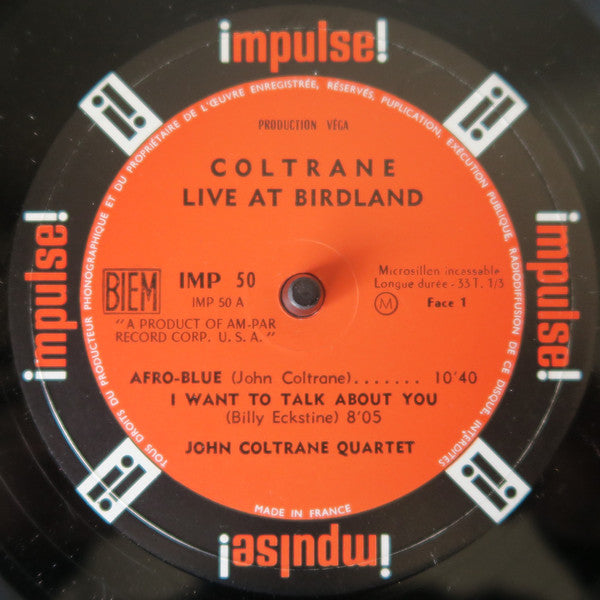 impulse!
TOUS DROITS DU PRODUCTEUR PHONOGRAPHIQUE ET DU PROPRIÉTAIRE DE L'ŒUVRE ENREGISTRÉE, RÉSERVÉS, PUPLICATION, EXÉCUTION PUBLIQUE, RADIODIFFUSION DE CE DISQUE, INTERDITES
PRODUCTION VÉGA
COLTRANE
LIVE AT BIRDLAND
impulse!
impulse!
BIEM
IMP 50
IMP 50 A
"A PRODUCT OF AM-PAR
RECORD CORP. U.S.A."
Microsillon incassable
Longue durée - 33 T. 1/3
M Face 1
AFRO-BLUE (John Coltrane)....... 10'40
I WANT TO TALK ABOUT YOU
(Billy Eckstine) 8'05
JOHN COLTRANE QUARTET
MADE IN FRANCE
impulse!